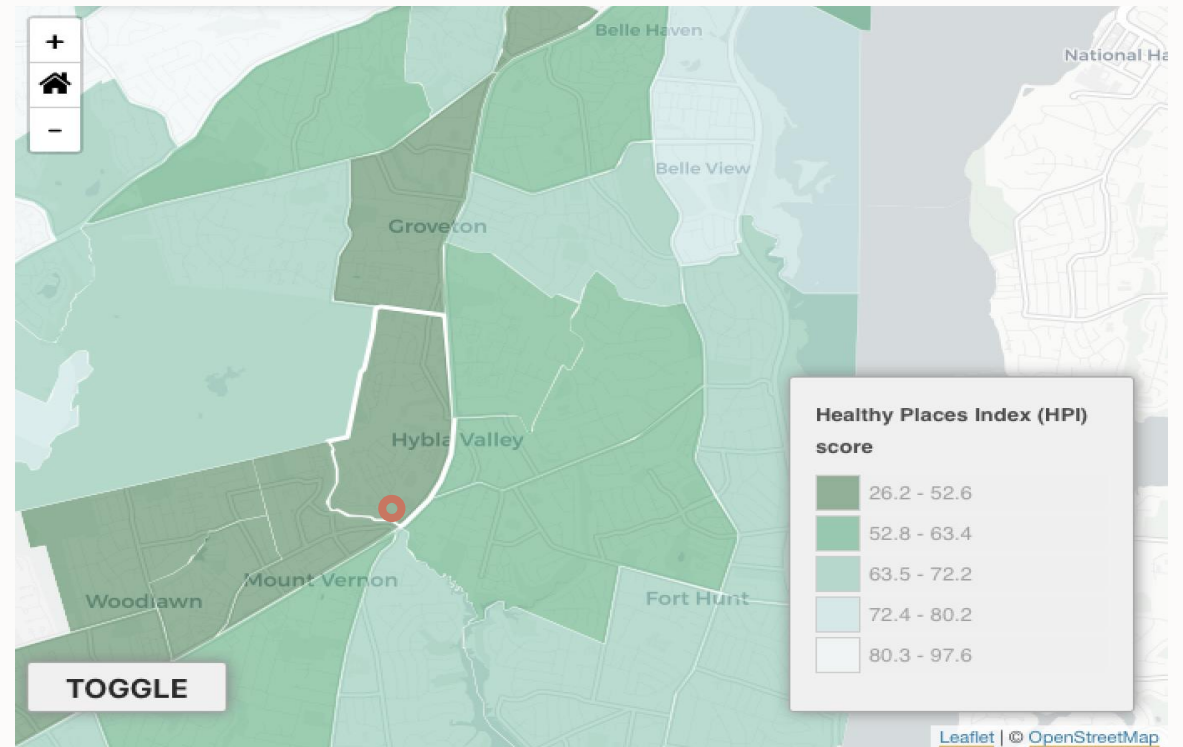 +
−
Belle Haven
National Ha
Belle View
Groveton
Hybla Valley
Mount Vernon
Woodlawn
Fort Hunt
Healthy Places Index (HPI)
score
26.2 - 52.6
52.8 - 63.4
63.5 - 72.2
72.4 - 80.2
80.3 - 97.6
TOGGLE
Leaflet | © OpenStreetMap